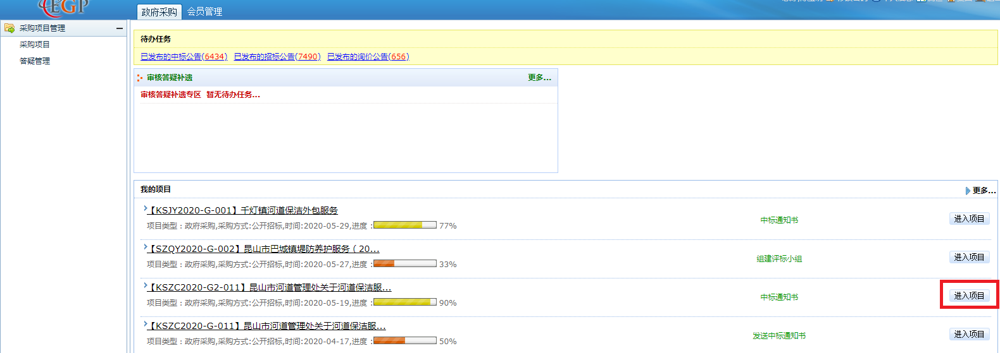 EGP
政府采购 会员管理
采购项目管理
采购项目
答疑管理
待办任务
已发布的中标公告(6434) 已发布的招标公告(7490) 已发布的询价公告(656)
审核答疑补遗 更多...
审核答疑补遗专区 暂无待办任务...
我的项目 更多...
【KSJY2020-G-001】千灯镇河道保洁外包服务
项目类型：政府采购,采购方式:公开招标,时间:2020-05-29,进度： 77%
中标通知书
进入项目
【SZQY2020-G-002】昆山市巴城镇堤防养护服务（20...
项目类型：政府采购,采购方式:公开招标,时间:2020-05-27,进度： 33%
组建评标小组
进入项目
【KSZC2020-G2-011】昆山市河道管理处关于河道保洁服...
项目类型：政府采购,采购方式:公开招标,时间:2020-05-19,进度： 90%
中标通知书
进入项目
【KSZC2020-G-011】昆山市河道管理处关于河道保洁服...
项目类型：政府采购,采购方式:公开招标,时间:2020-04-17,进度： 50%
发送中标通知书
进入项目